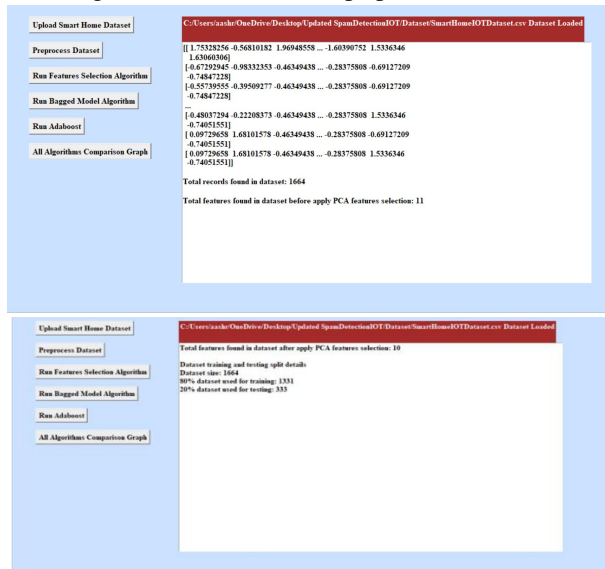 Upload Smart Home Dataset
Preprocess Dataset
Run Features Selection Algorithm
Run Bagged Model Algorithm
Run Adaboost
All Algorithms Comparison Graph
C:/Users/aashr/OneDrive/Desktop/Updated SpamDetectionIOT/Dataset/SmartHomeIOTDataset.csv Dataset Loaded
[[ 1.75328256 -0.56810182 1.96948558 ... -1.60390752 1.5336346
1.63060306]
[-0.67292945 -0.98332353 -0.46349438 ... -0.28375808 -0.69127209
-0.74847228]
[-0.55739555 -0.39509277 -0.46349438 ... -0.28375808 -0.69127209
-0.74847228]
...
[-0.48037294 -0.22208373 -0.46349438 ... -0.28375808 1.5336346
-0.74051551]
[ 0.09729658 1.68101578 -0.46349438 ... -0.28375808 -0.69127209
-0.74051551]
[ 0.09729658 1.68101578 -0.46349438 ... -0.28375808 1.5336346
-0.74051551]]
Total records found in dataset: 1664
Total features found in dataset before apply PCA features selection: 11
Upload Smart Home Dataset
Preprocess Dataset
Run Features Selection Algorithm
Run Bagged Model Algorithm
Run Adaboost
All Algorithms Comparison Graph
C:/Users/aashr/OneDrive/Desktop/Updated SpamDetectionIOT/Dataset/SmartHomeIOTDataset.csv Dataset Loaded
Total features found in dataset after apply PCA features selection: 10
Dataset training and testing split details
Dataset size: 1664
80% dataset used for training: 1331
20% dataset used for testing: 333